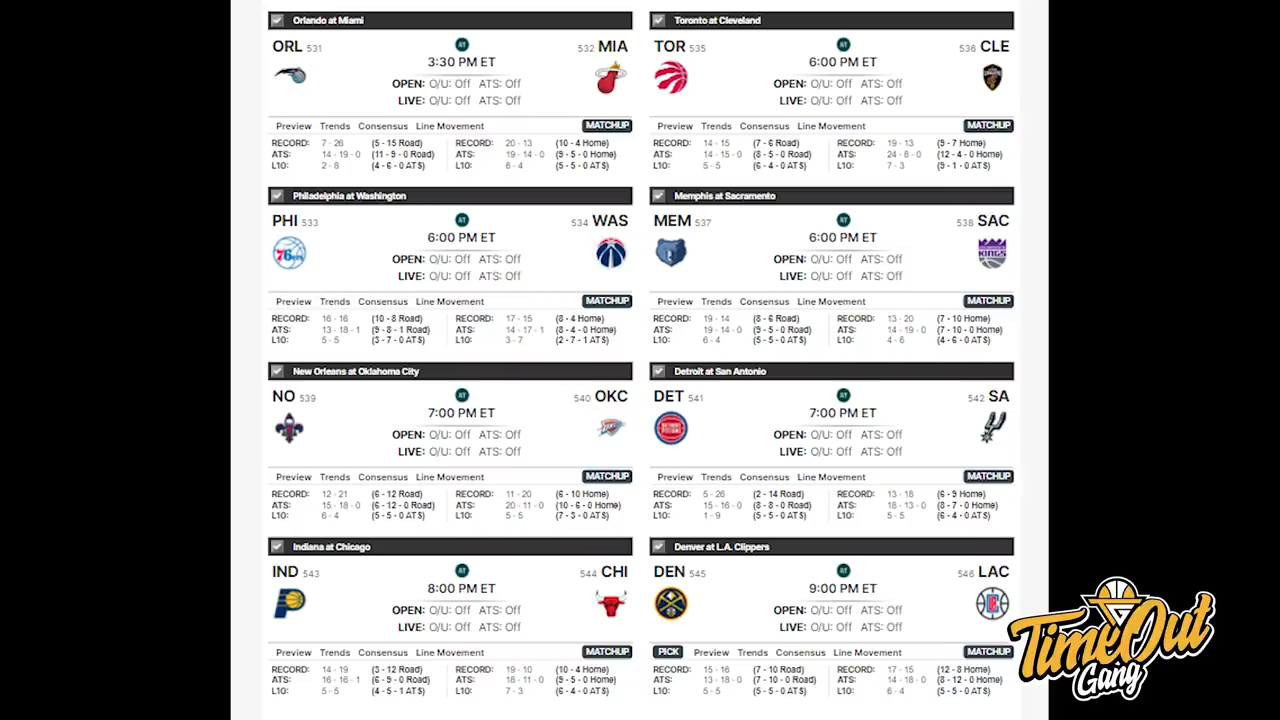 Orlando at Miami
ORL 531 AT 532 MIA
3:30 PM ET
OPEN: O/U: Off ATS: Off
LIVE: O/U: Off ATS: Off
Preview Trends Consensus Line Movement MATCHUP
RECORD: 7 - 26 (5 - 15 Road) RECORD: 20 - 13 (10 - 4 Home)
ATS: 14 - 19 - 0 (11 - 9 - 0 Road) ATS: 19 - 14 - 0 (9 - 5 - 0 Home)
L10: 2 - 8 (4 - 6 - 0 ATS) L10: 6 - 4 (5 - 5 - 0 ATS)
Toronto at Cleveland
TOR 535 AT 536 CLE
6:00 PM ET
OPEN: O/U: Off ATS: Off
LIVE: O/U: Off ATS: Off
Preview Trends Consensus Line Movement MATCHUP
RECORD: 14 - 15 (7 - 6 Road) RECORD: 19 - 13 (9 - 7 Home)
ATS: 14 - 15 - 0 (8 - 5 - 0 Road) ATS: 24 - 8 - 0 (12 - 4 - 0 Home)
L10: 5 - 5 (6 - 4 - 0 ATS) L10: 7 - 3 (9 - 1 - 0 ATS)
Philadelphia at Washington
PHI 533 AT 534 WAS
6:00 PM ET
OPEN: O/U: Off ATS: Off
LIVE: O/U: Off ATS: Off
Preview Trends Consensus Line Movement MATCHUP
RECORD: 16 - 16 (10 - 8 Road) RECORD: 17 - 15 (8 - 4 Home)
ATS: 13 - 18 - 1 (9 - 8 - 1 Road) ATS: 14 - 17 - 1 (8 - 4 - 0 Home)
L10: 5 - 5 (3 - 7 - 0 ATS) L10: 3 - 7 (2 - 7 - 1 ATS)
Memphis at Sacramento
MEM 537 AT 538 SAC
6:00 PM ET
OPEN: O/U: Off ATS: Off
LIVE: O/U: Off ATS: Off
Preview Trends Consensus Line Movement MATCHUP
RECORD: 19 - 14 (8 - 6 Road) RECORD: 13 - 20 (7 - 10 Home)
ATS: 19 - 14 - 0 (9 - 5 - 0 Road) ATS: 14 - 19 - 0 (7 - 10 - 0 Home)
L10: 6 - 4 (5 - 5 - 0 ATS) L10: 4 - 6 (4 - 6 - 0 ATS)
New Orleans at Oklahoma City
NO 539 AT 540 OKC
7:00 PM ET
OPEN: O/U: Off ATS: Off
LIVE: O/U: Off ATS: Off
Preview Trends Consensus Line Movement MATCHUP
RECORD: 12 - 21 (6 - 12 Road) RECORD: 11 - 20 (6 - 10 Home)
ATS: 15 - 18 - 0 (6 - 12 - 0 Road) ATS: 20 - 11 - 0 (10 - 6 - 0 Home)
L10: 6 - 4 (5 - 5 - 0 ATS) L10: 5 - 5 (7 - 3 - 0 ATS)
Detroit at San Antonio
DET 541 AT 542 SA
7:00 PM ET
OPEN: O/U: Off ATS: Off
LIVE: O/U: Off ATS: Off
Preview Trends Consensus Line Movement MATCHUP
RECORD: 5 - 26 (2 - 14 Road) RECORD: 13 - 18 (6 - 9 Home)
ATS: 15 - 16 - 0 (8 - 8 - 0 Road) ATS: 18 - 13 - 0 (8 - 7 - 0 Home)
L10: 1 - 9 (5 - 5 - 0 ATS) L10: 5 - 5 (6 - 4 - 0 ATS)
Indiana at Chicago
IND 543 AT 544 CHI
8:00 PM ET
OPEN: O/U: Off ATS: Off
LIVE: O/U: Off ATS: Off
Preview Trends Consensus Line Movement MATCHUP
RECORD: 14 - 19 (3 - 12 Road) RECORD: 19 - 10 (10 - 4 Home)
ATS: 16 - 16 - 1 (6 - 9 - 0 Road) ATS: 18 - 11 - 0 (9 - 5 - 0 Home)
L10: 5 - 5 (4 - 5 - 1 ATS) L10: 7 - 3 (6 - 4 - 0 ATS)
Denver at L.A. Clippers
DEN 545 AT 546 LAC
9:00 PM ET
OPEN: O/U: Off ATS: Off
LIVE: O/U: Off ATS: Off
PICK Preview Trends Consensus Line Movement MATCHUP
RECORD: 15 - 16 (7 - 10 Road) RECORD: 17 - 15 (12 - 8 Home)
ATS: 13 - 18 - 0 (7 - 10 - 0 Road) ATS: 14 - 18 - 0 (8 - 12 - 0 Home)
L10: 5 - 5 (5 - 5 - 0 ATS) L10: 6 - 4 (5 - 5 - 0 ATS)
TimeOut
Gang